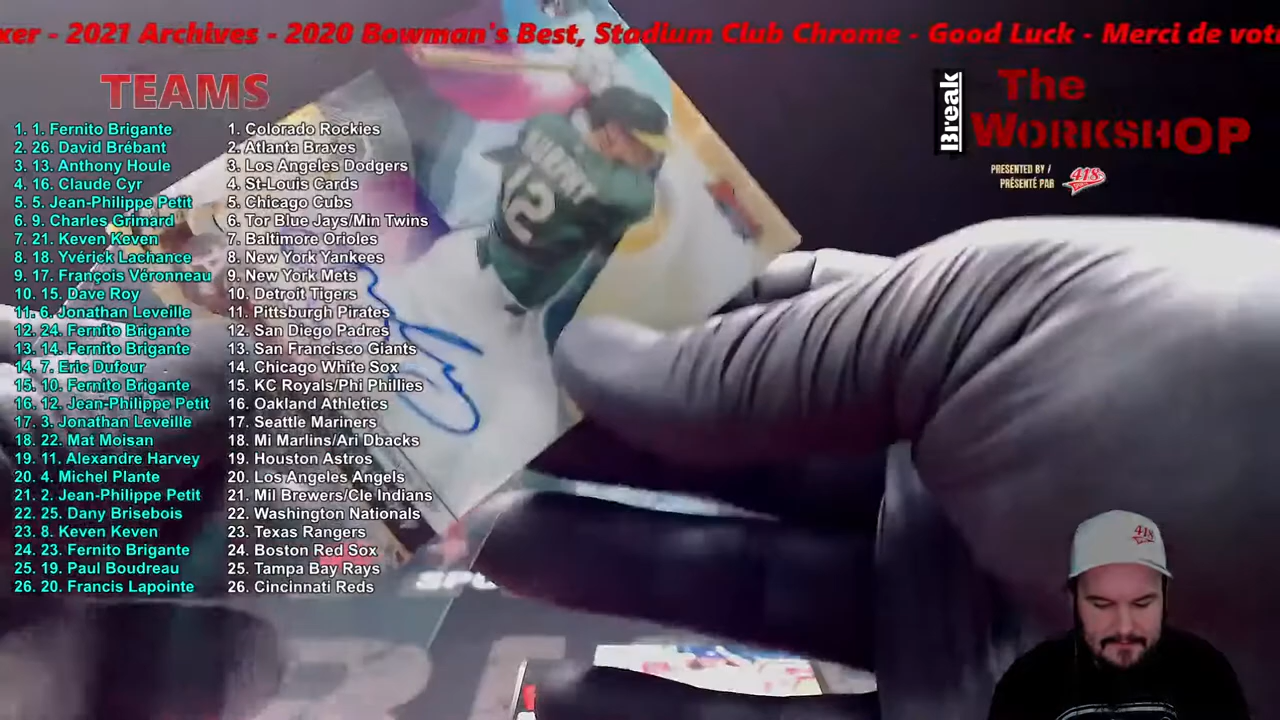 xer - 2021 Archives - 2020 Bowman's Best, Stadium Club Chrome - Good Luck - Merci de vot
TEAMS
1. 1. Fernito Brigante
2. 26. David Brébant
3. 13. Anthony Houle
4. 16. Claude Cyr
5. 5. Jean-Philippe Petit
6. 9. Charles Grimard
7. 21. Keven Keven
8. 18. Yvérick Lachance
9. 17. François Véronneau
10. 15. Dave Roy
11. 6. Jonathan Leveille
12. 24. Fernito Brigante
13. 14. Fernito Brigante
14. 7. Eric Dufour
15. 10. Fernito Brigante
16. 12. Jean-Philippe Petit
17. 3. Jonathan Leveille
18. 22. Mat Moisan
19. 11. Alexandre Harvey
20. 4. Michel Plante
21. 2. Jean-Philippe Petit
22. 25. Dany Brisebois
23. 8. Keven Keven
24. 23. Fernito Brigante
25. 19. Paul Boudreau
26. 20. Francis Lapointe
1. Colorado Rockies
2. Atlanta Braves
3. Los Angeles Dodgers
4. St-Louis Cards
5. Chicago Cubs
6. Tor Blue Jays/Min Twins
7. Baltimore Orioles
8. New York Yankees
9. New York Mets
10. Detroit Tigers
11. Pittsburgh Pirates
12. San Diego Padres
13. San Francisco Giants
14. Chicago White Sox
15. KC Royals/Phi Phillies
16. Oakland Athletics
17. Seattle Mariners
18. Mi Marlins/Ari Dbacks
19. Houston Astros
20. Los Angeles Angels
21. Mil Brewers/Cle Indians
22. Washington Nationals
23. Texas Rangers
24. Boston Red Sox
25. Tampa Bay Rays
26. Cincinnati Reds
The
Break
WORKSHOP
PRESENTED BY /
PRÉSENTÉ PAR
418
12
418